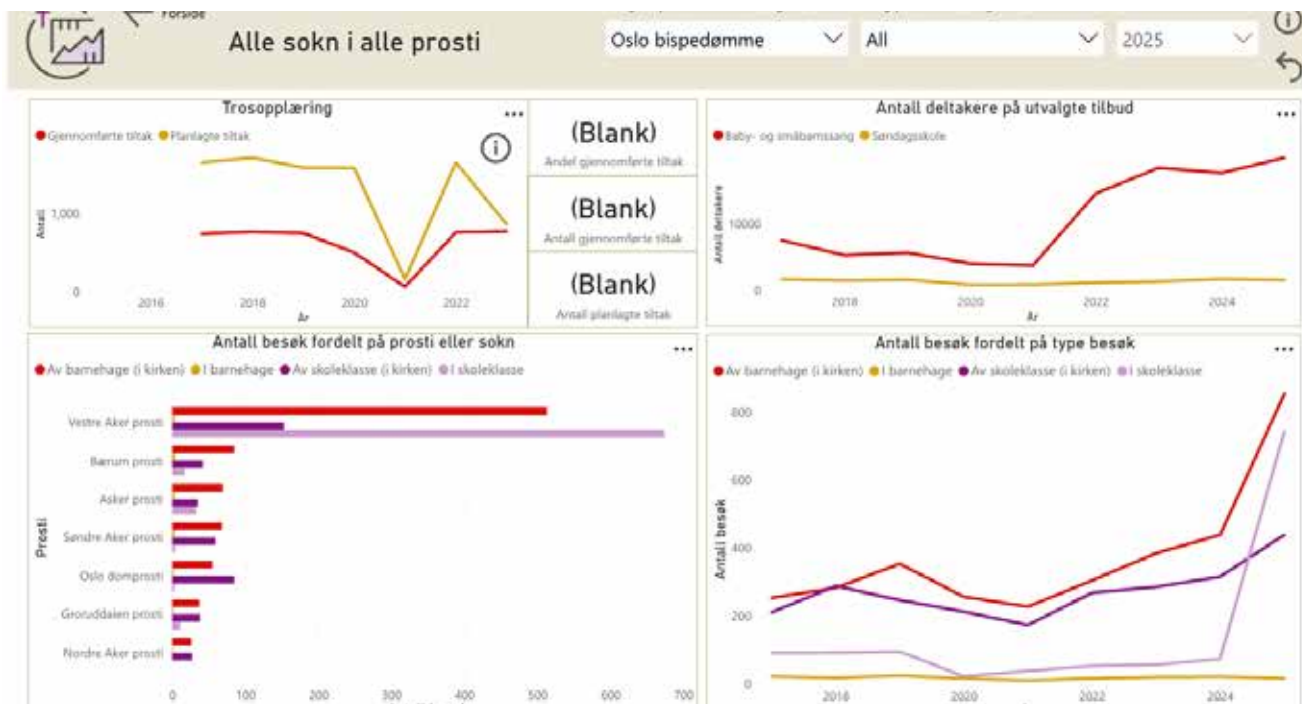 Forside
Alle sokn i alle prosti
Oslo bispedømme
All
2025
Trosopplæring
Gjennomførte tiltak
Planlagte tiltak
Antall
1,000
0
2016
2018
2020
2022
År
(Blank)
Andel gjennomførte tiltak
(Blank)
Antall gjennomførte tiltak
(Blank)
Antall planlagte tiltak
Antall deltakere på utvalgte tilbud
Baby- og småbarnssang
Søndagsskole
Antall deltakere
10000
0
2018
2020
2022
2024
År
Antall besøk fordelt på prosti eller sokn
Av barnehage (i kirken)
I barnehage
Av skoleklasse (i kirken)
I skoleklasse
Prosti
Vestre Aker prosti
Bærum prosti
Asker prosti
Søndre Aker prosti
Oslo domprosti
Groruddalen prosti
Nordre Aker prosti
0
100
200
300
400
500
600
700
Antall besøk fordelt på type besøk
Av barnehage (i kirken)
I barnehage
Av skoleklasse (i kirken)
I skoleklasse
Antall besøk
800
600
400
200
0
2016
2020
2022
2024